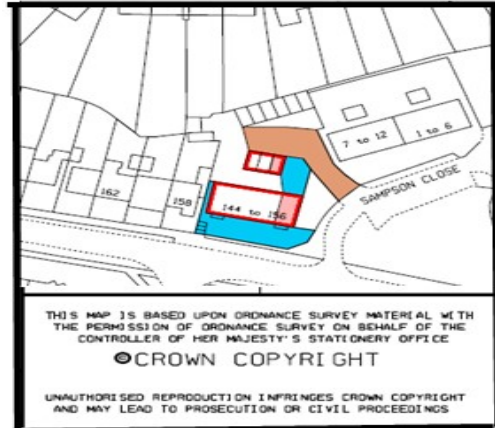 7 to 12
1 to 6
SAMPSON CLOSE
162
158
144 to 156
THIS MAP IS BASED UPON ORDNANCE SURVEY MATERIAL WITH
THE PERMISSION OF ORDNANCE SURVEY ON BEHALF OF THE
CONTROLLER OF HER MAJESTY'S STATIONERY OFFICE
©CROWN COPYRIGHT
UNAUTHORISED REPRODUCTION INFRINGES CROWN COPYRIGHT
AND MAY LEAD TO PROSECUTION OR CIVIL PROCEEDINGS